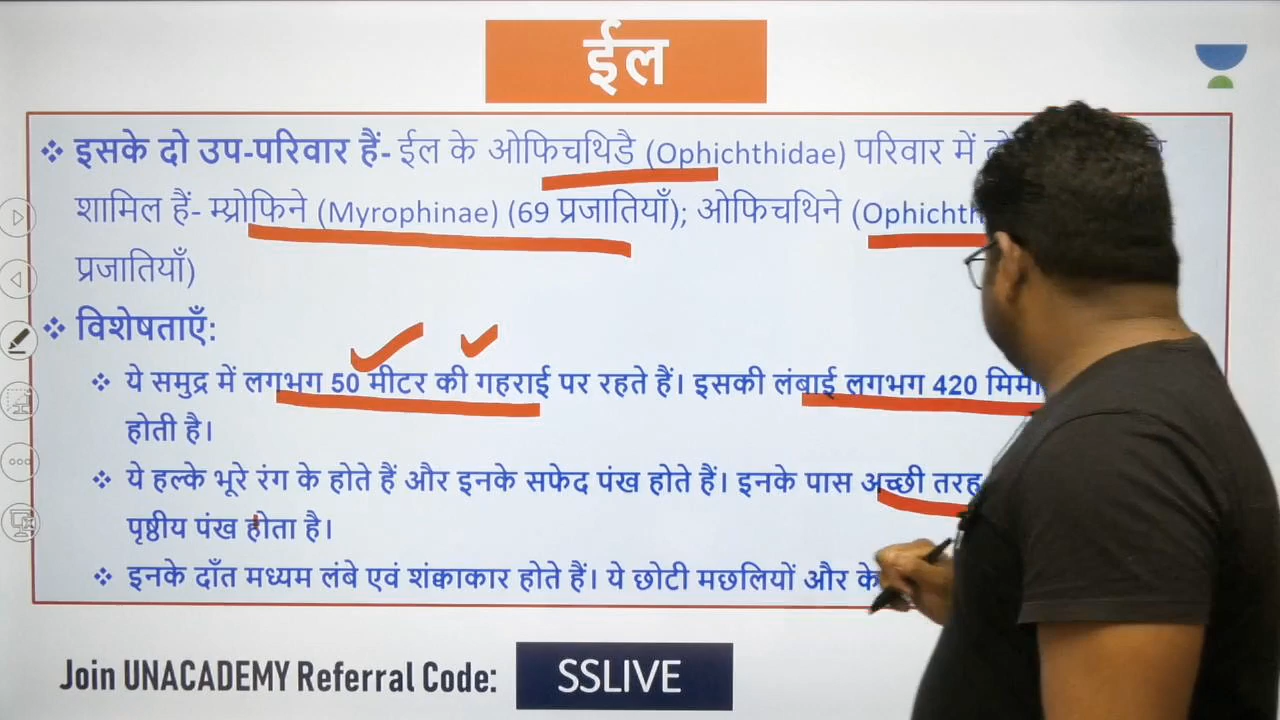 ईल
❖ इसके दो उप-परिवार हैं- ईल के ओफिचथिडै (Ophichthidae) परिवार में
शामिल हैं- म्य्रोफिने (Myrophinae) (69 प्रजातियाँ); ओफिचथिने (Ophichth
प्रजातियाँ)
❖ विशेषताएँ:
❖ ये समुद्र में लगभग 50 मीटर की गहराई पर रहते हैं। इसकी लंबाई लगभग 420 मिमी
होती है।
❖ ये हल्के भूरे रंग के होते हैं और इनके सफेद पंख होते हैं। इनके पास अच्छी तरह
पृष्ठीय पंख होता है।
❖ इनके दाँत मध्यम लंबे एवं शंक्वाकार होते हैं। ये छोटी मछलियों और
Join UNACADEMY Referral Code: SSLIVE